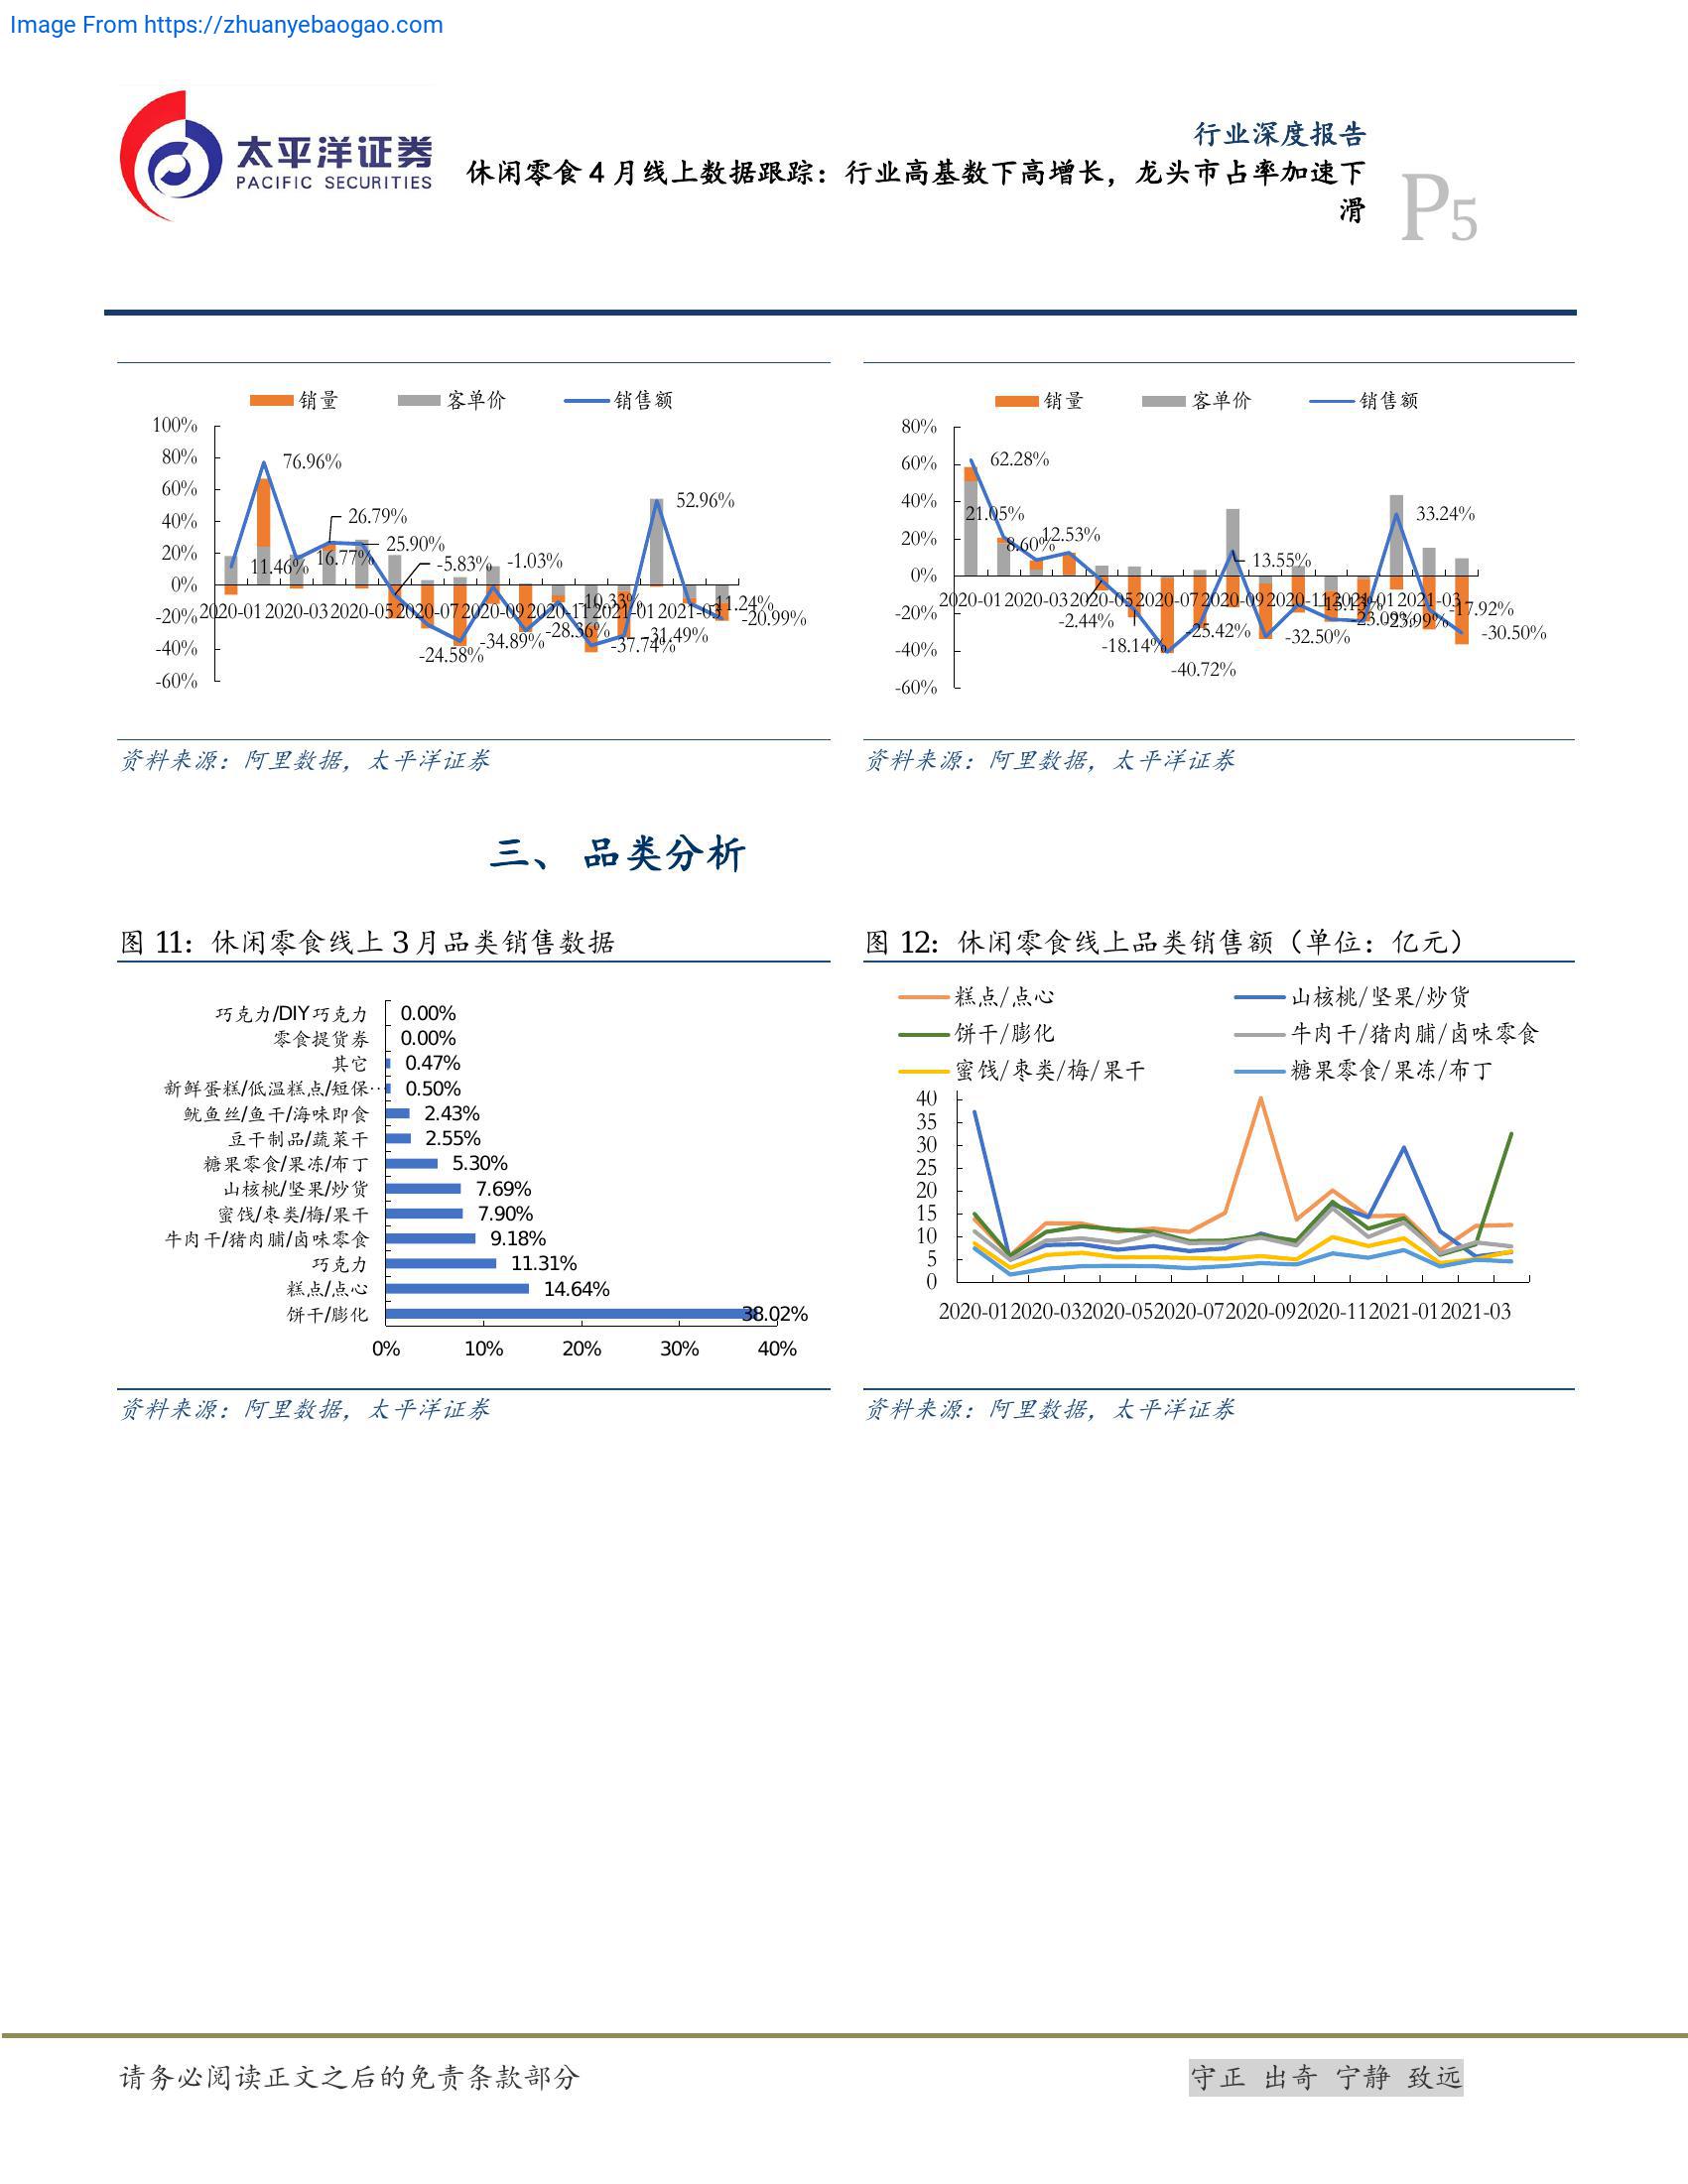 Image From https://zhuanyebaogao.com
太平洋证券
PACIFIC SECURITIES
行业深度报告
休闲零食 4 月线上数据跟踪：行业高基数下高增长，龙头市占率加速下
滑
P5
销量 客单价 销售额
100%
80%
60%
40%
20%
0%
-20%
-40%
-60%
76.96%
26.79%
25.90%
11.46%
16.77%
-5.83%
-1.03%
52.96%
2020-01 2020-03 2020-05 2020-07 2020-09 2020-11 2021-01 2021-03
-24.58%
-34.89%
-28.36%
-10.33%
-37.74%
-31.49%
-11.24%
-20.99%
销量 客单价 销售额
80%
60%
40%
20%
0%
-20%
-40%
-60%
62.28%
21.05%
8.60%
12.53%
13.55%
33.24%
2020-01 2020-03 2020-05 2020-07 2020-09 2020-11 2021-01 2021-03
-2.44%
-18.14%
-40.72%
-25.42%
-32.50%
-23.09%
-23.99%
-17.92%
-30.50%
资料来源：阿里数据，太平洋证券
资料来源：阿里数据，太平洋证券
三、 品类分析
图 11：休闲零食线上 3 月品类销售数据
巧克力/DIY巧克力 0.00%
零食提货券 0.00%
其它 0.47%
新鲜蛋糕/低温糕点/短保… 0.50%
鱿鱼丝/鱼干/海味即食 2.43%
豆干制品/蔬菜干 2.55%
糖果零食/果冻/布丁 5.30%
山核桃/坚果/炒货 7.69%
蜜饯/枣类/梅/果干 7.90%
牛肉干/猪肉脯/卤味零食 9.18%
巧克力 11.31%
糕点/点心 14.64%
饼干/膨化 38.02%
0% 10% 20% 30% 40%
资料来源：阿里数据，太平洋证券
图 12：休闲零食线上品类销售额（单位：亿元）
糕点/点心 山核桃/坚果/炒货
饼干/膨化 牛肉干/猪肉脯/卤味零食
蜜饯/枣类/梅/果干 糖果零食/果冻/布丁
40
35
30
25
20
15
10
5
0
2020-01 2020-03 2020-05 2020-07 2020-09 2020-11 2021-01 2021-03
资料来源：阿里数据，太平洋证券
请务必阅读正文之后的免责条款部分
守正 出奇 宁静 致远